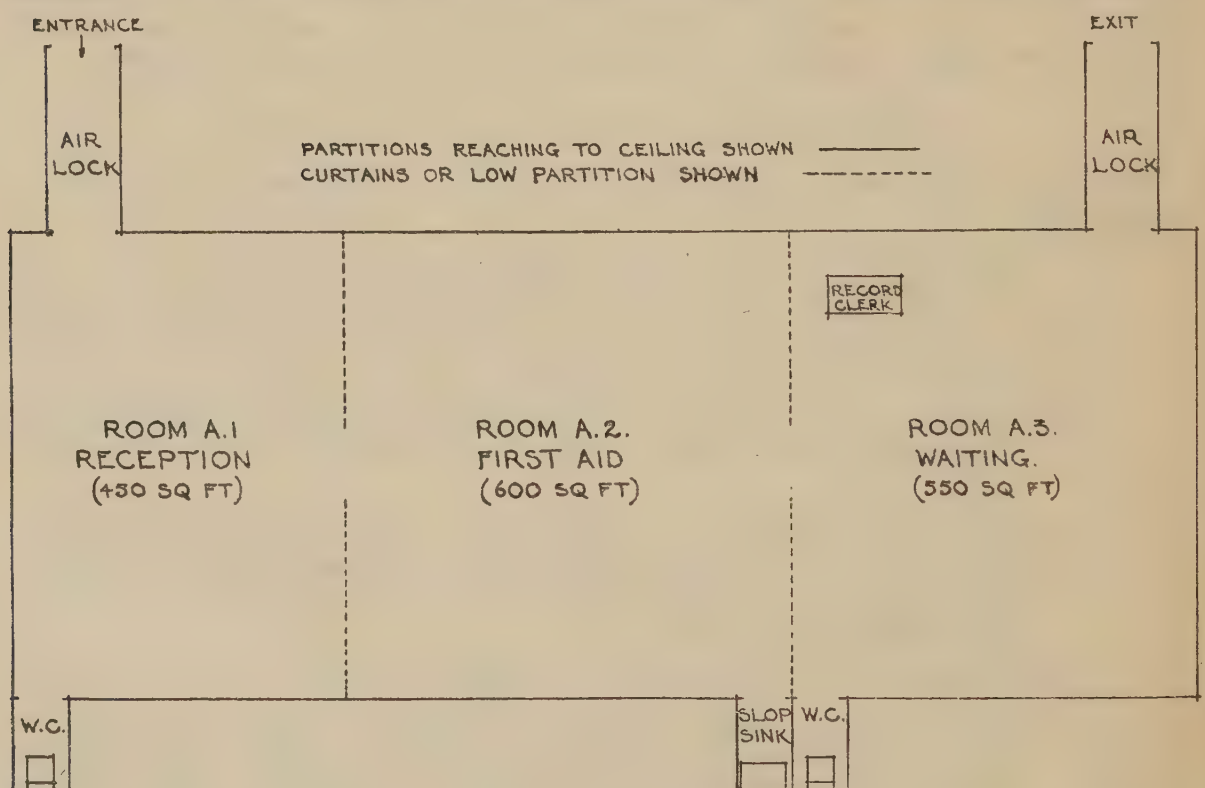 ENTRANCE
EXIT
AIR
LOCK
AIR
LOCK
PARTITIONS REACHING TO CEILING SHOWN
CURTAINS OR LOW PARTITION SHOWN
RECORD
CLERK
ROOM A.1
RECEPTION
(450 SQ FT)
ROOM A.2.
FIRST AID
(600 SQ FT)
ROOM A.3.
WAITING.
(550 SQ FT)
W.C.
SLOP
SINK
W.C.